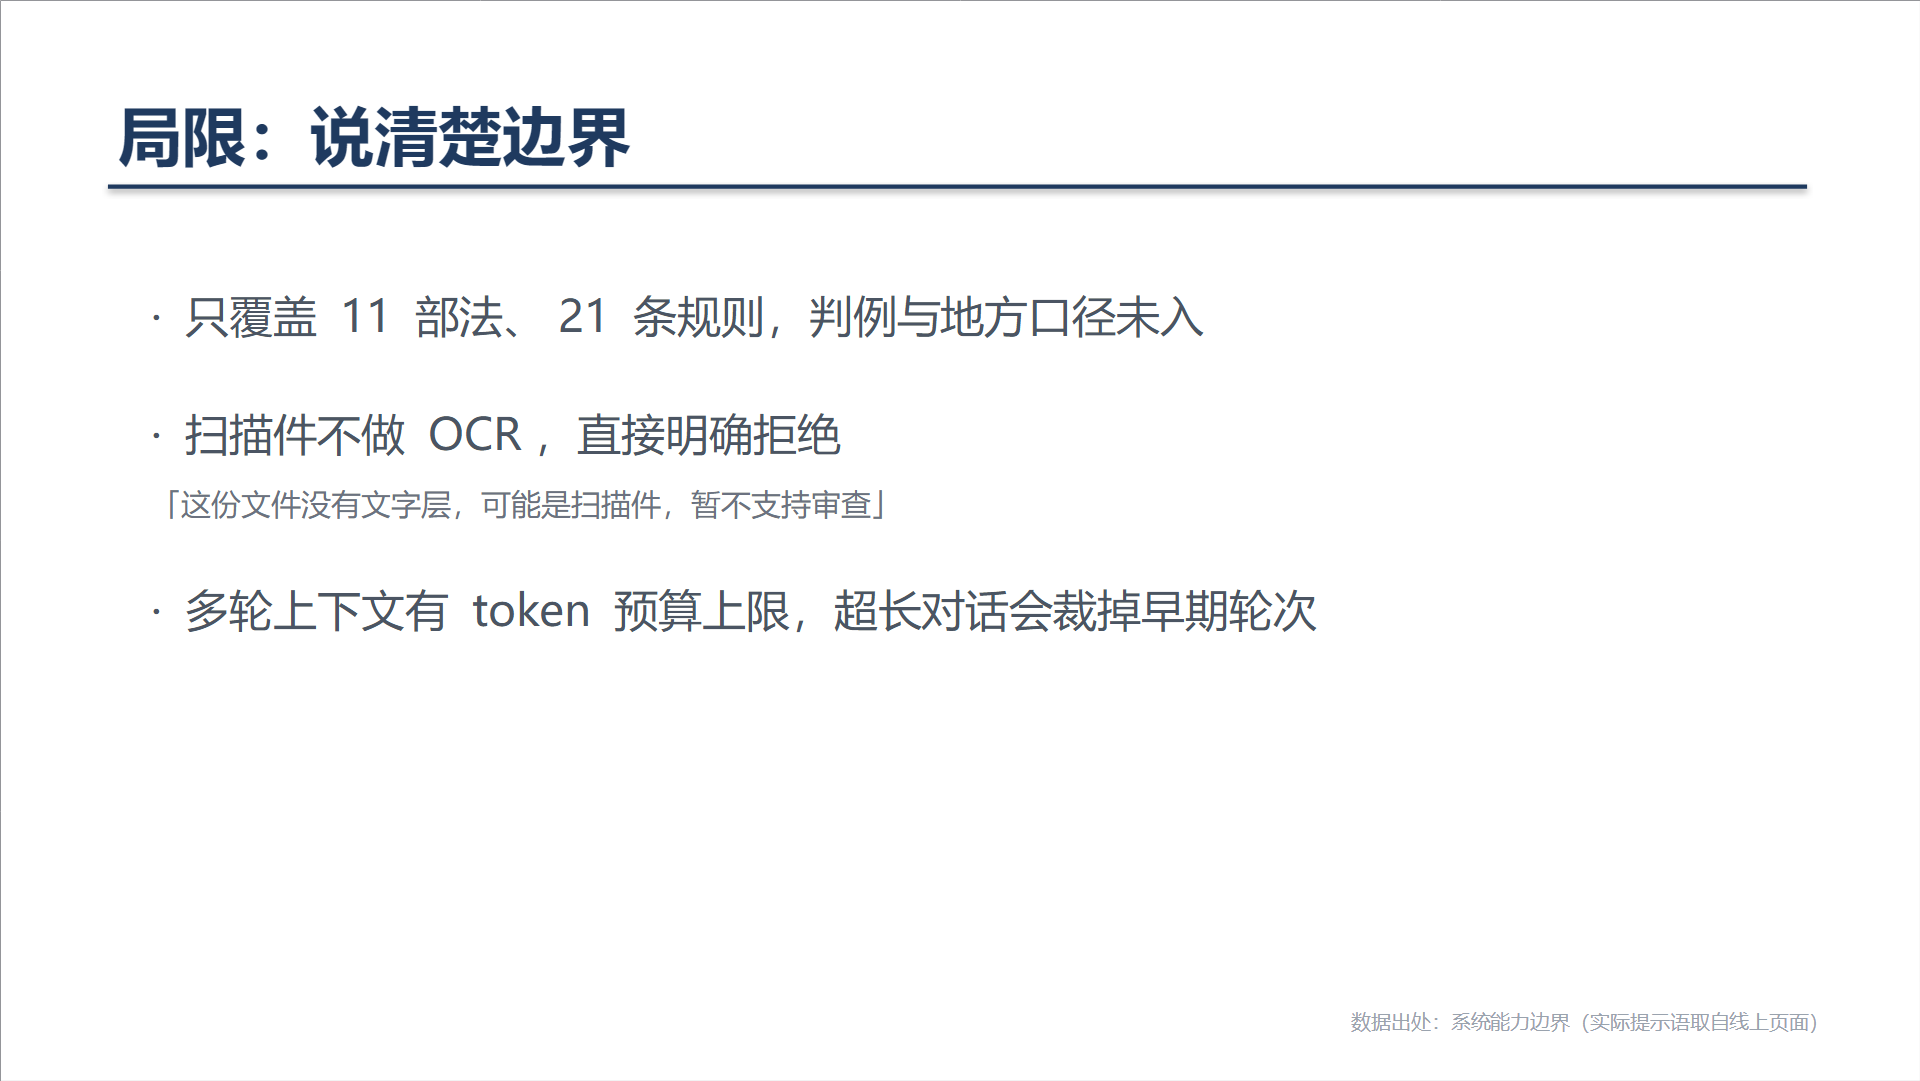 局限：说清楚边界
· 只覆盖 11 部法、 21 条规则，判例与地方口径未入
· 扫描件不做 OCR ，直接明确拒绝
「这份文件没有文字层，可能是扫描件，暂不支持审查」
· 多轮上下文有 token 预算上限，超长对话会裁掉早期轮次
数据出处：系统能力边界（实际提示语取自线上页面）